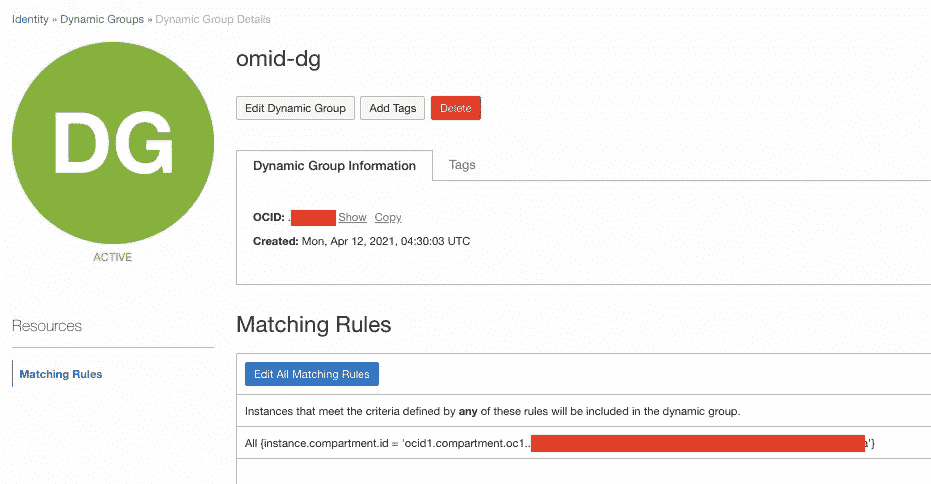 Identity » Dynamic Groups » Dynamic Group Details
DG
ACTIVE
omid-dg
Edit Dynamic Group Add Tags Delete
Dynamic Group Information Tags
OCID: . Show Copy
Created: Mon, Apr 12, 2021, 04:30:03 UTC
Resources
Matching Rules
Matching Rules
Edit All Matching Rules
Instances that meet the criteria defined by any of these rules will be included in the dynamic group.
All {instance.compartment.id = 'ocid1.compartment.oc1.. a'}